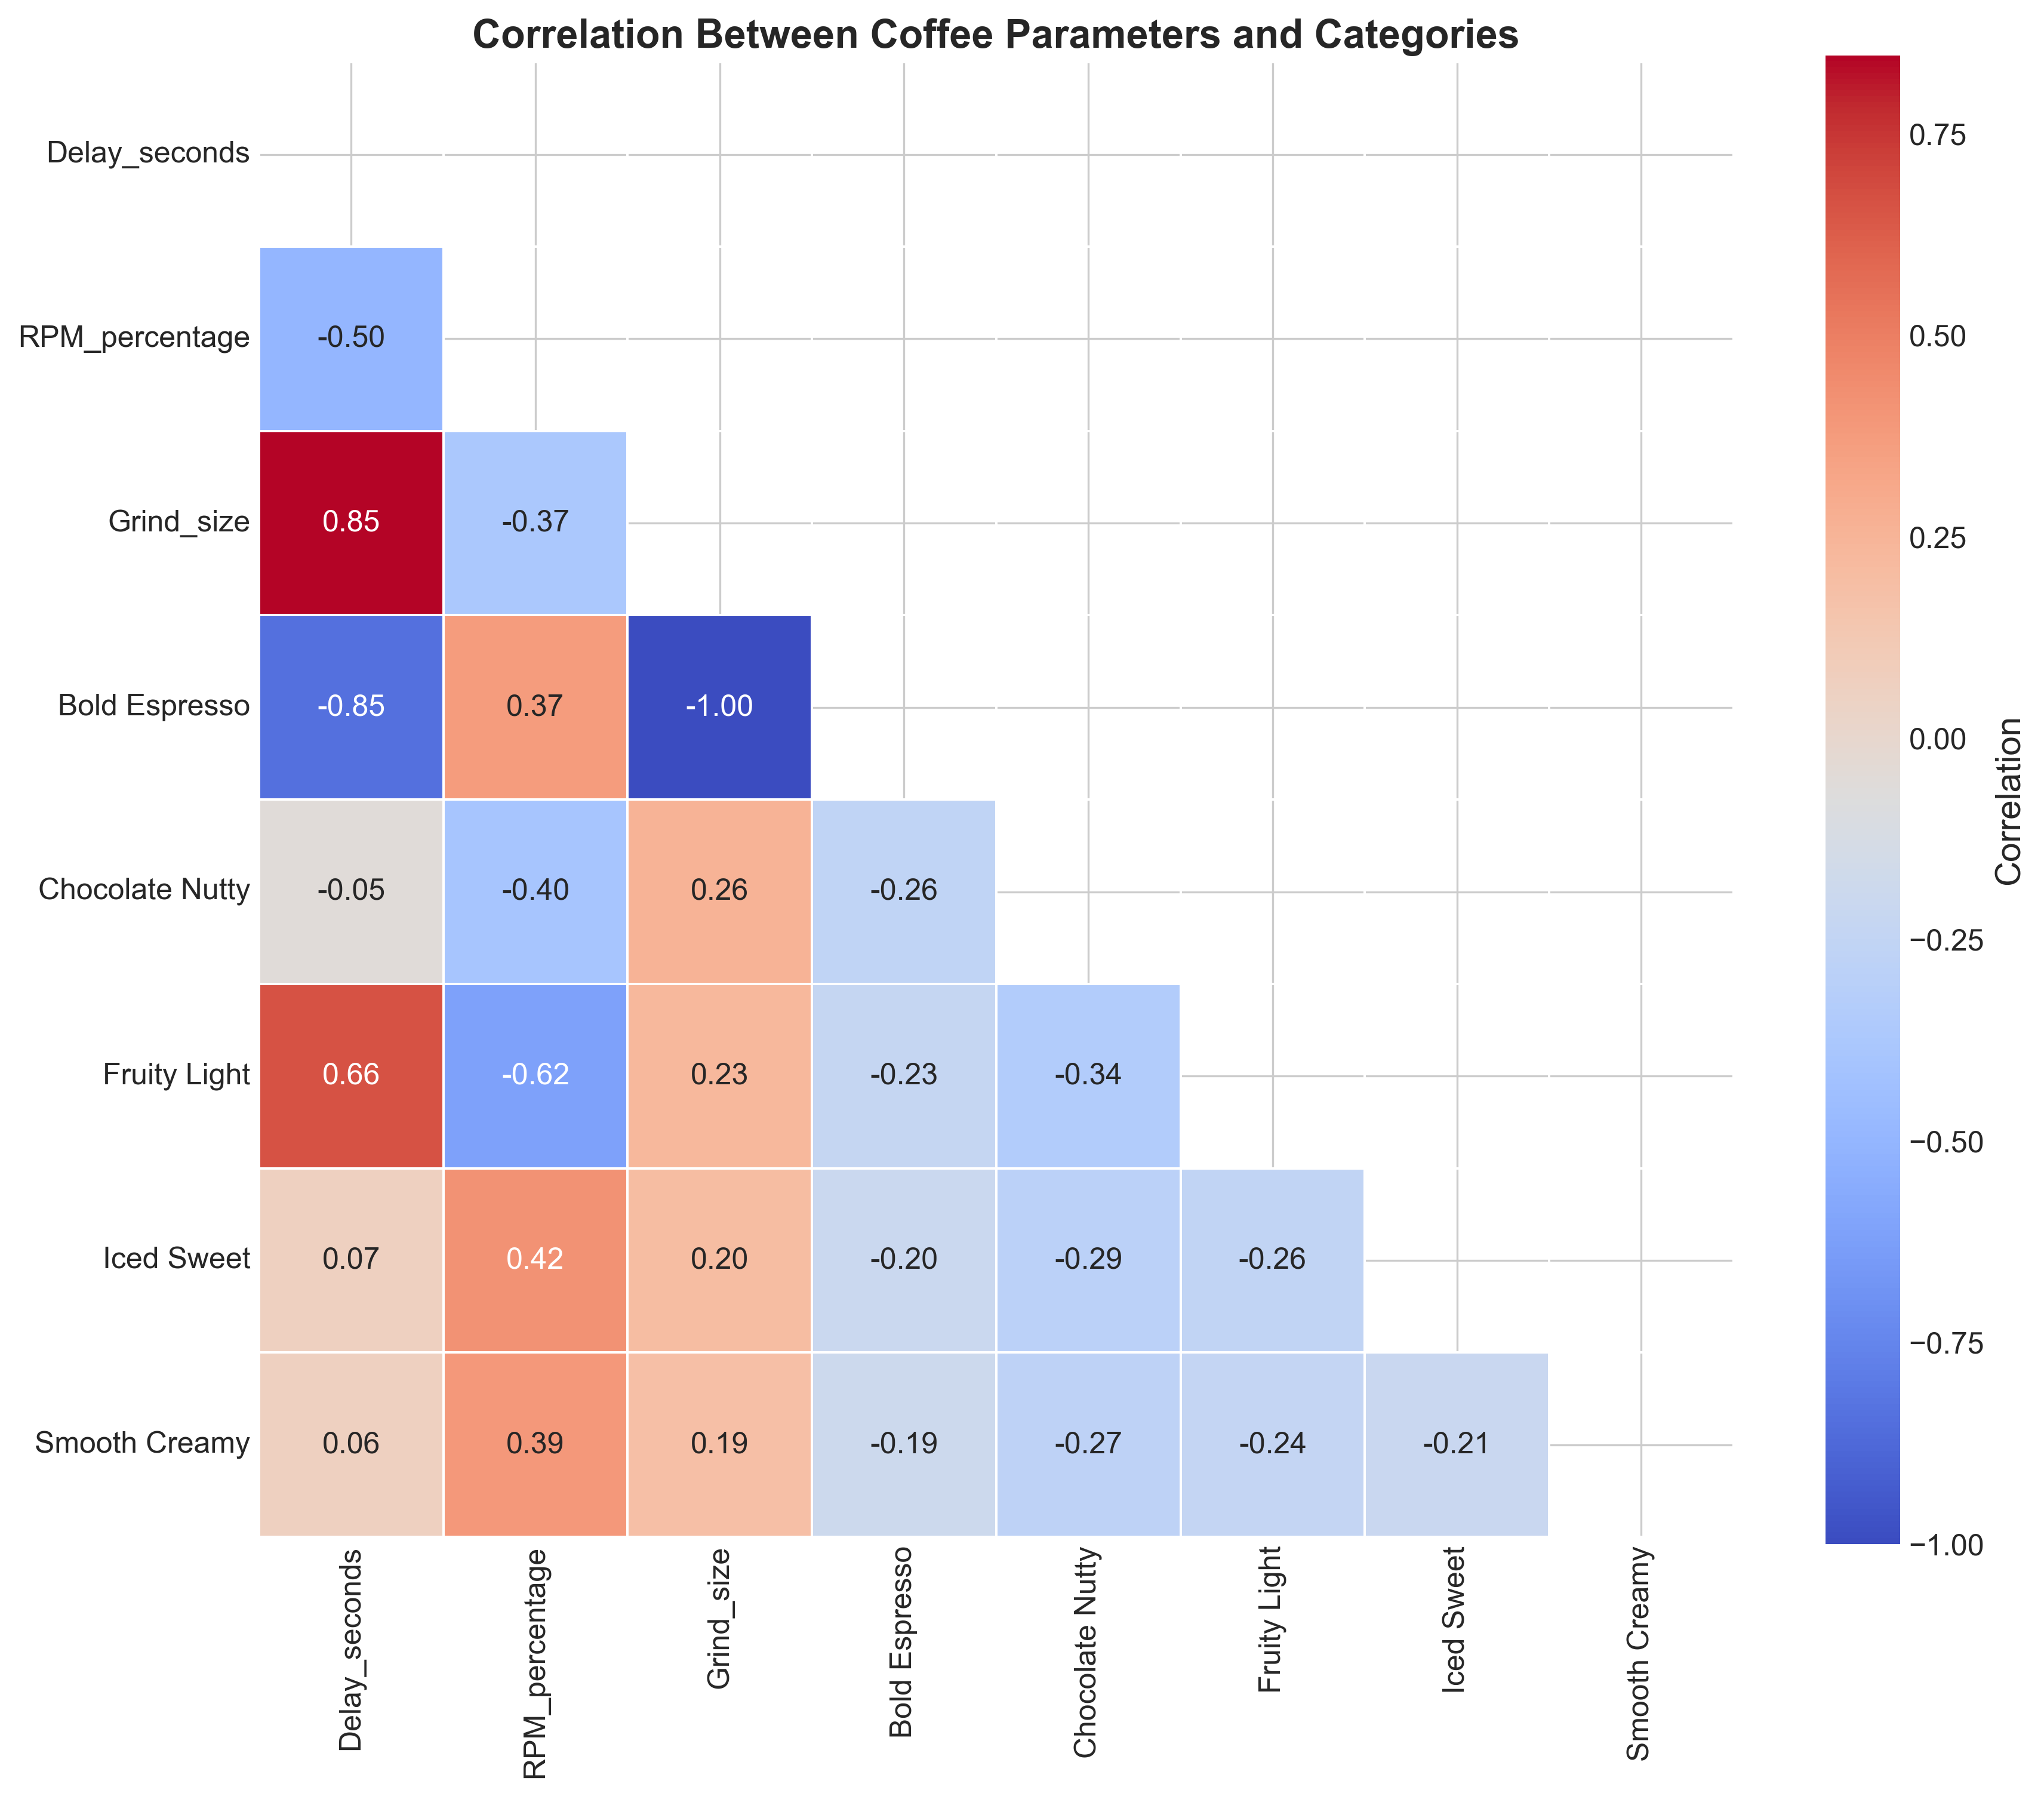 Correlation Between Coffee Parameters and Categories
Delay_seconds
RPM_percentage -0.50
Grind_size 0.85 -0.37
Bold Espresso -0.85 0.37 -1.00
Chocolate Nutty -0.05 -0.40 0.26 -0.26
Fruity Light 0.66 -0.62 0.23 -0.23 -0.34
Iced Sweet 0.07 0.42 0.20 -0.20 -0.29 -0.26
Smooth Creamy 0.06 0.39 0.19 -0.19 -0.27 -0.24 -0.21
Delay_seconds
RPM_percentage
Grind_size
Bold Espresso
Chocolate Nutty
Fruity Light
Iced Sweet
Smooth Creamy
0.75
0.50
0.25
0.00
−0.25
−0.50
−0.75
−1.00
Correlation